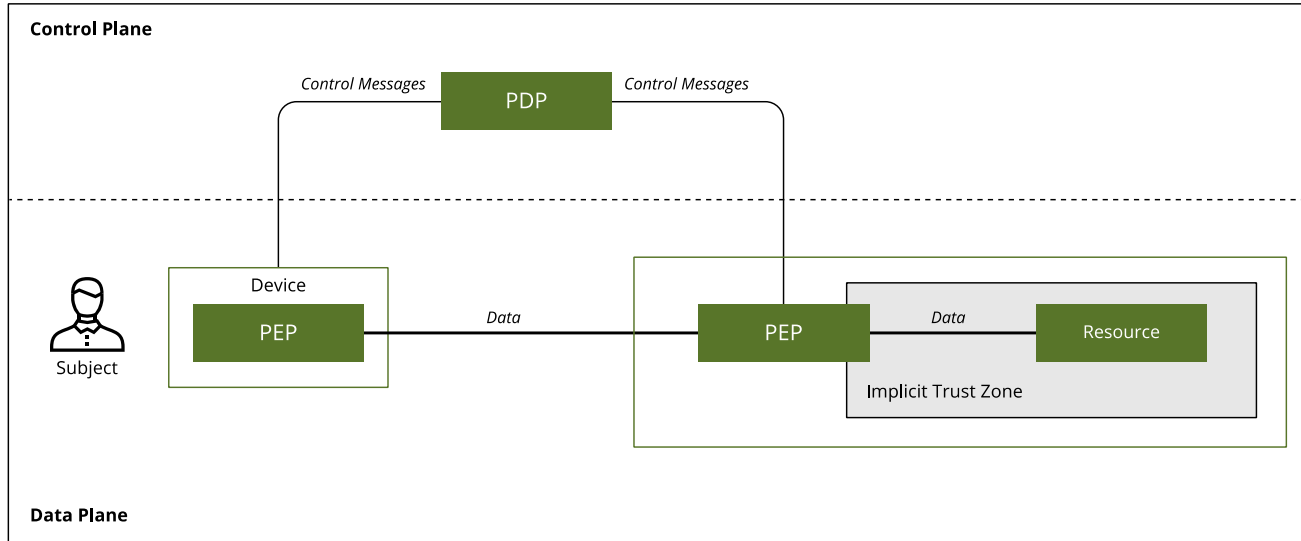 Control Plane
Control Messages
PDP
Control Messages
Device
PEP
Subject
Data
PEP
Data
Resource
Implicit Trust Zone
Data Plane